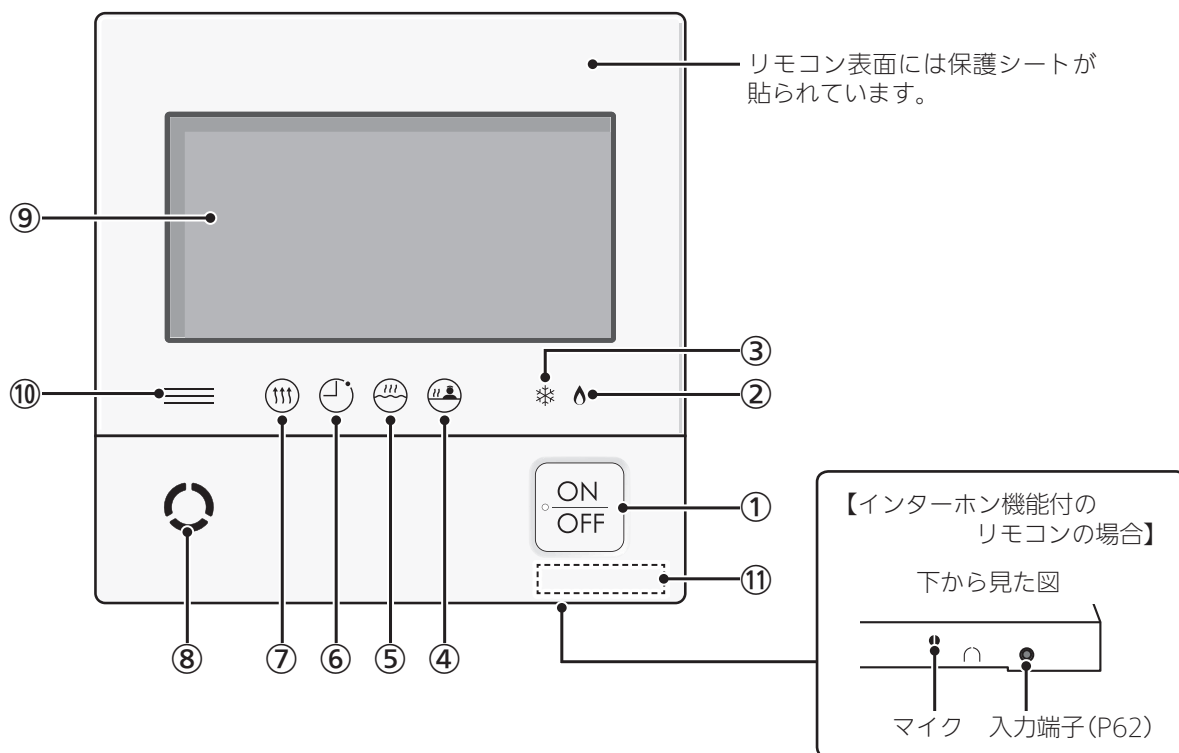 リモコン表面には保護シートが
貼られています。
⑨
③
⑩
②
ON
OFF
①
⑪
⑧
⑦
⑥
⑤
④
【インターホン機能付の
リモコンの場合】
下から見た図
マイク 入力端子(P62)